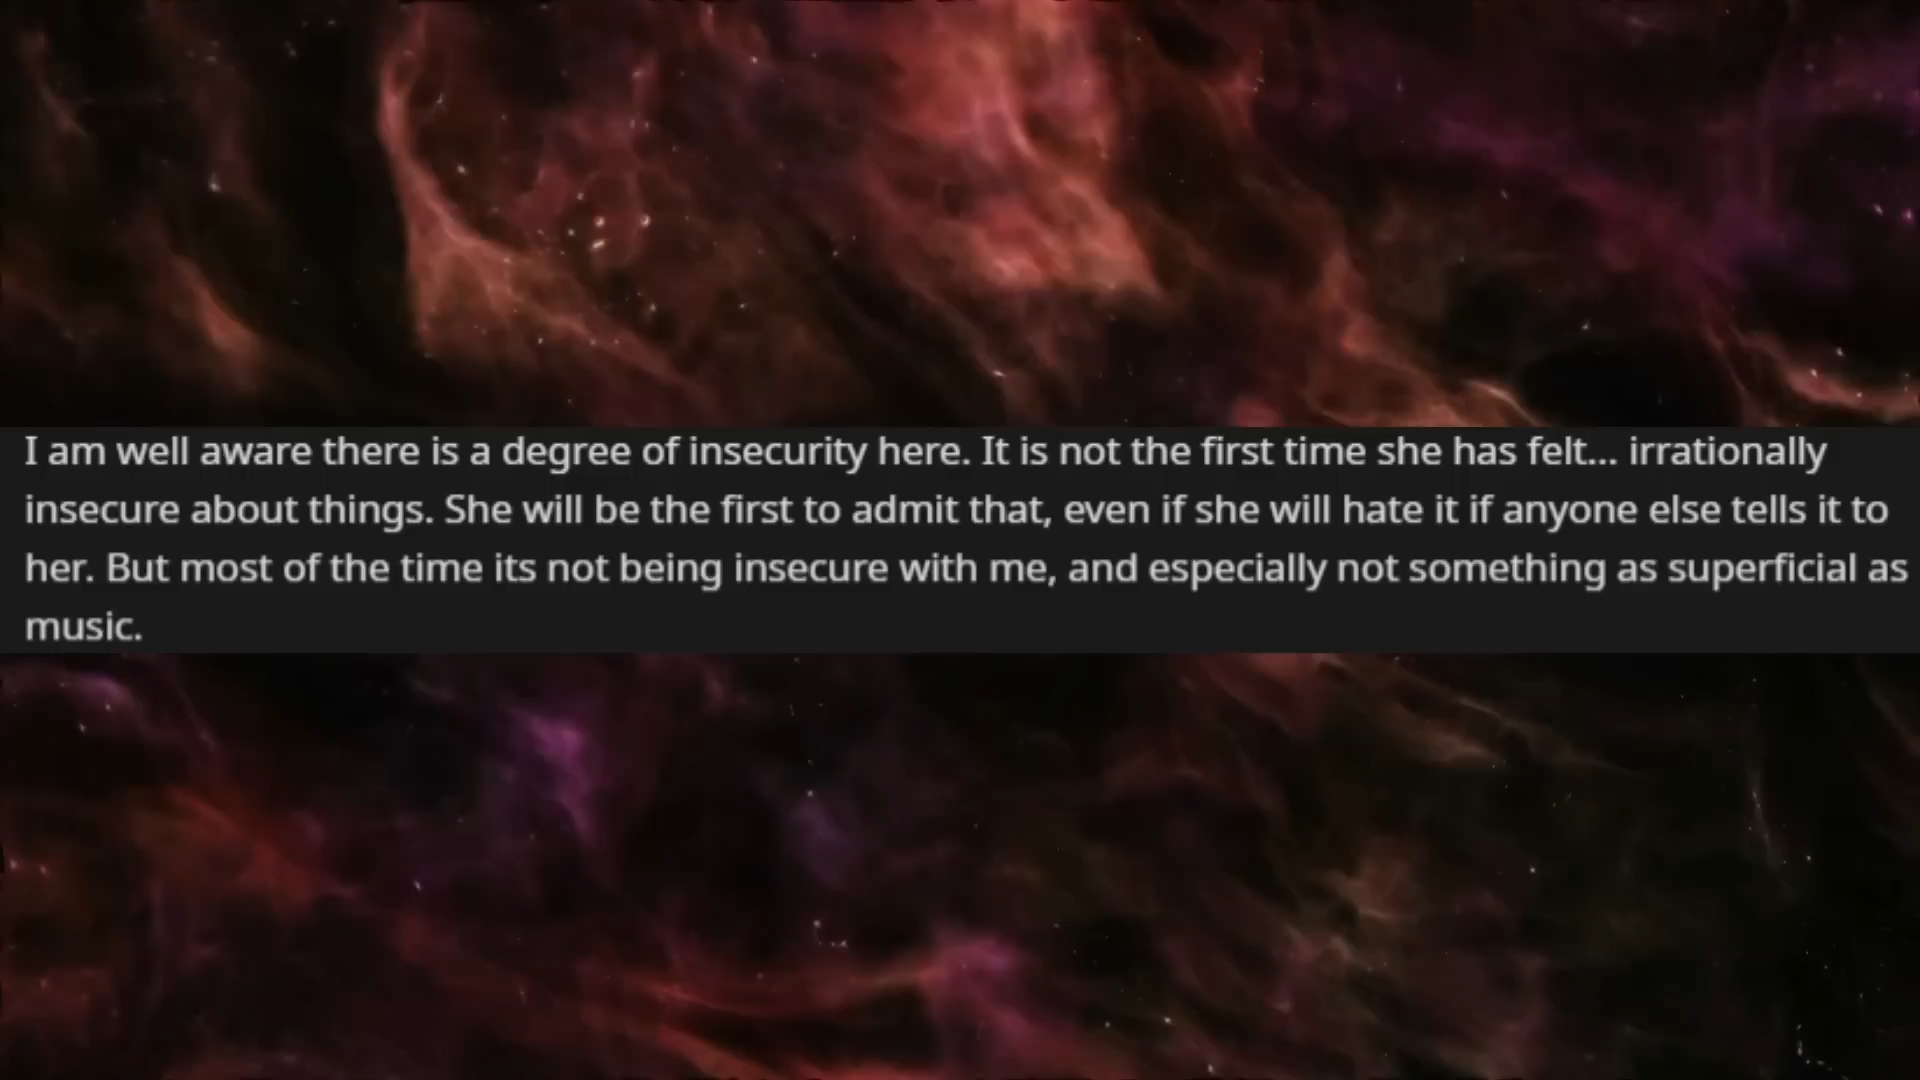 I am well aware there is a degree of insecurity here. It is not the first time she has felt... irrationally
insecure about things. She will be the first to admit that, even if she will hate it if anyone else tells it to
her. But most of the time its not being insecure with me, and especially not something as superficial as
music.